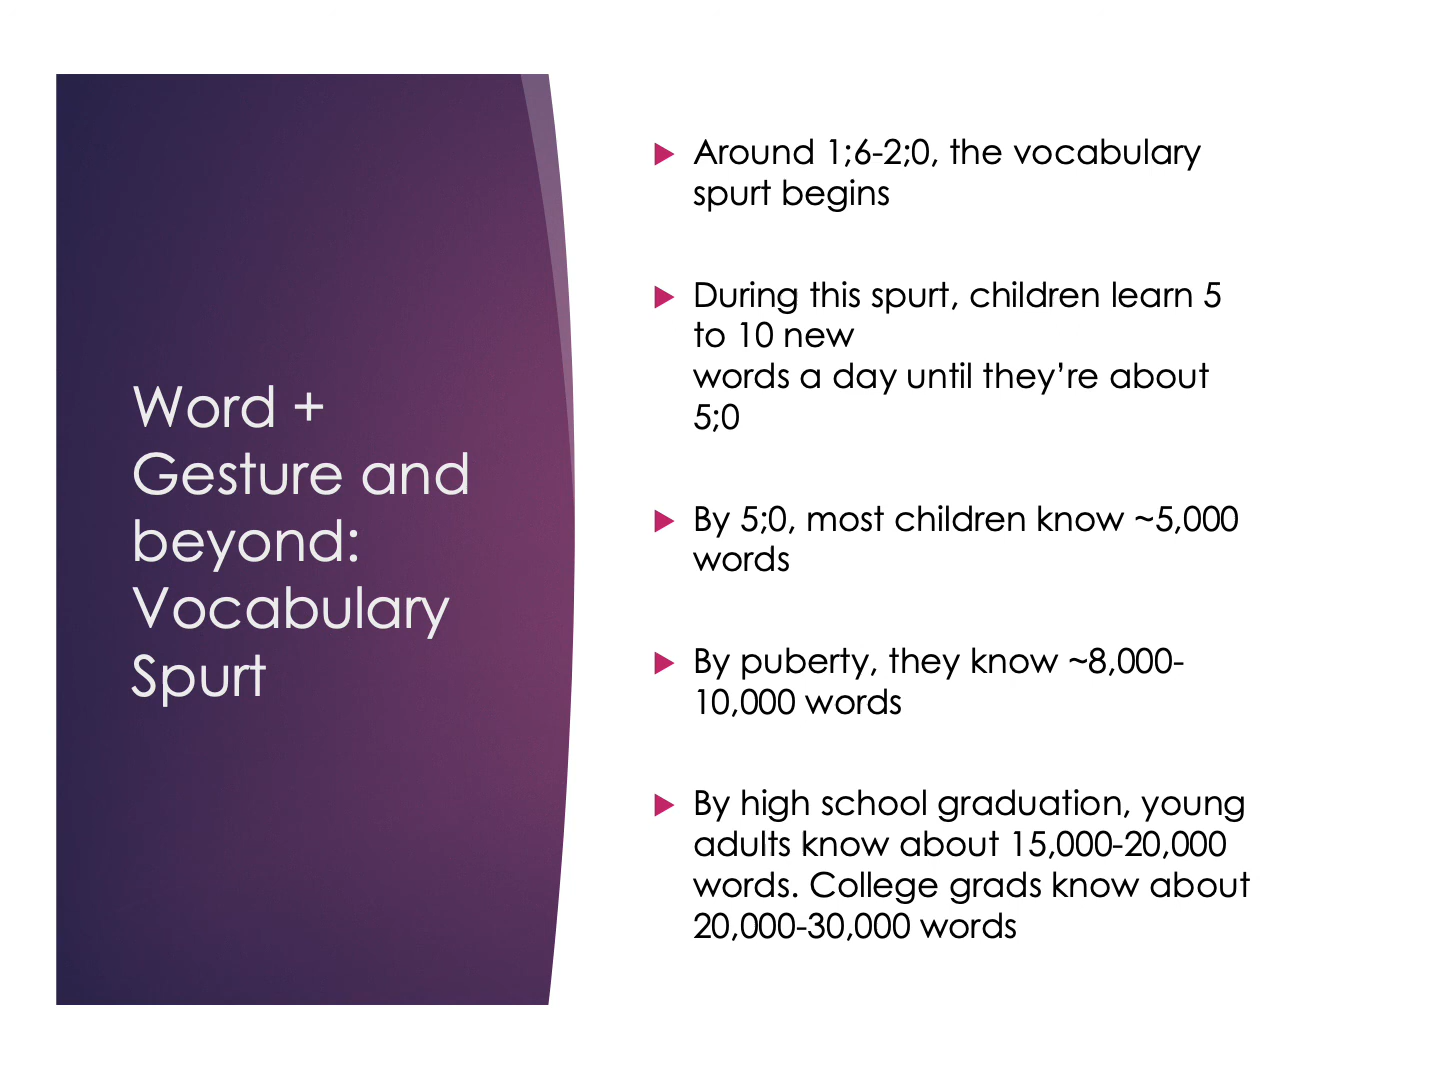 Word +
Gesture and
beyond:
Vocabulary
Spurt
Around 1;6-2;0, the vocabulary
spurt begins
During this spurt, children learn 5
to 10 new
words a day until they’re about
5;0
By 5;0, most children know ~5,000
words
By puberty, they know ~8,000-
10,000 words
By high school graduation, young
adults know about 15,000-20,000
words. College grads know about
20,000-30,000 words